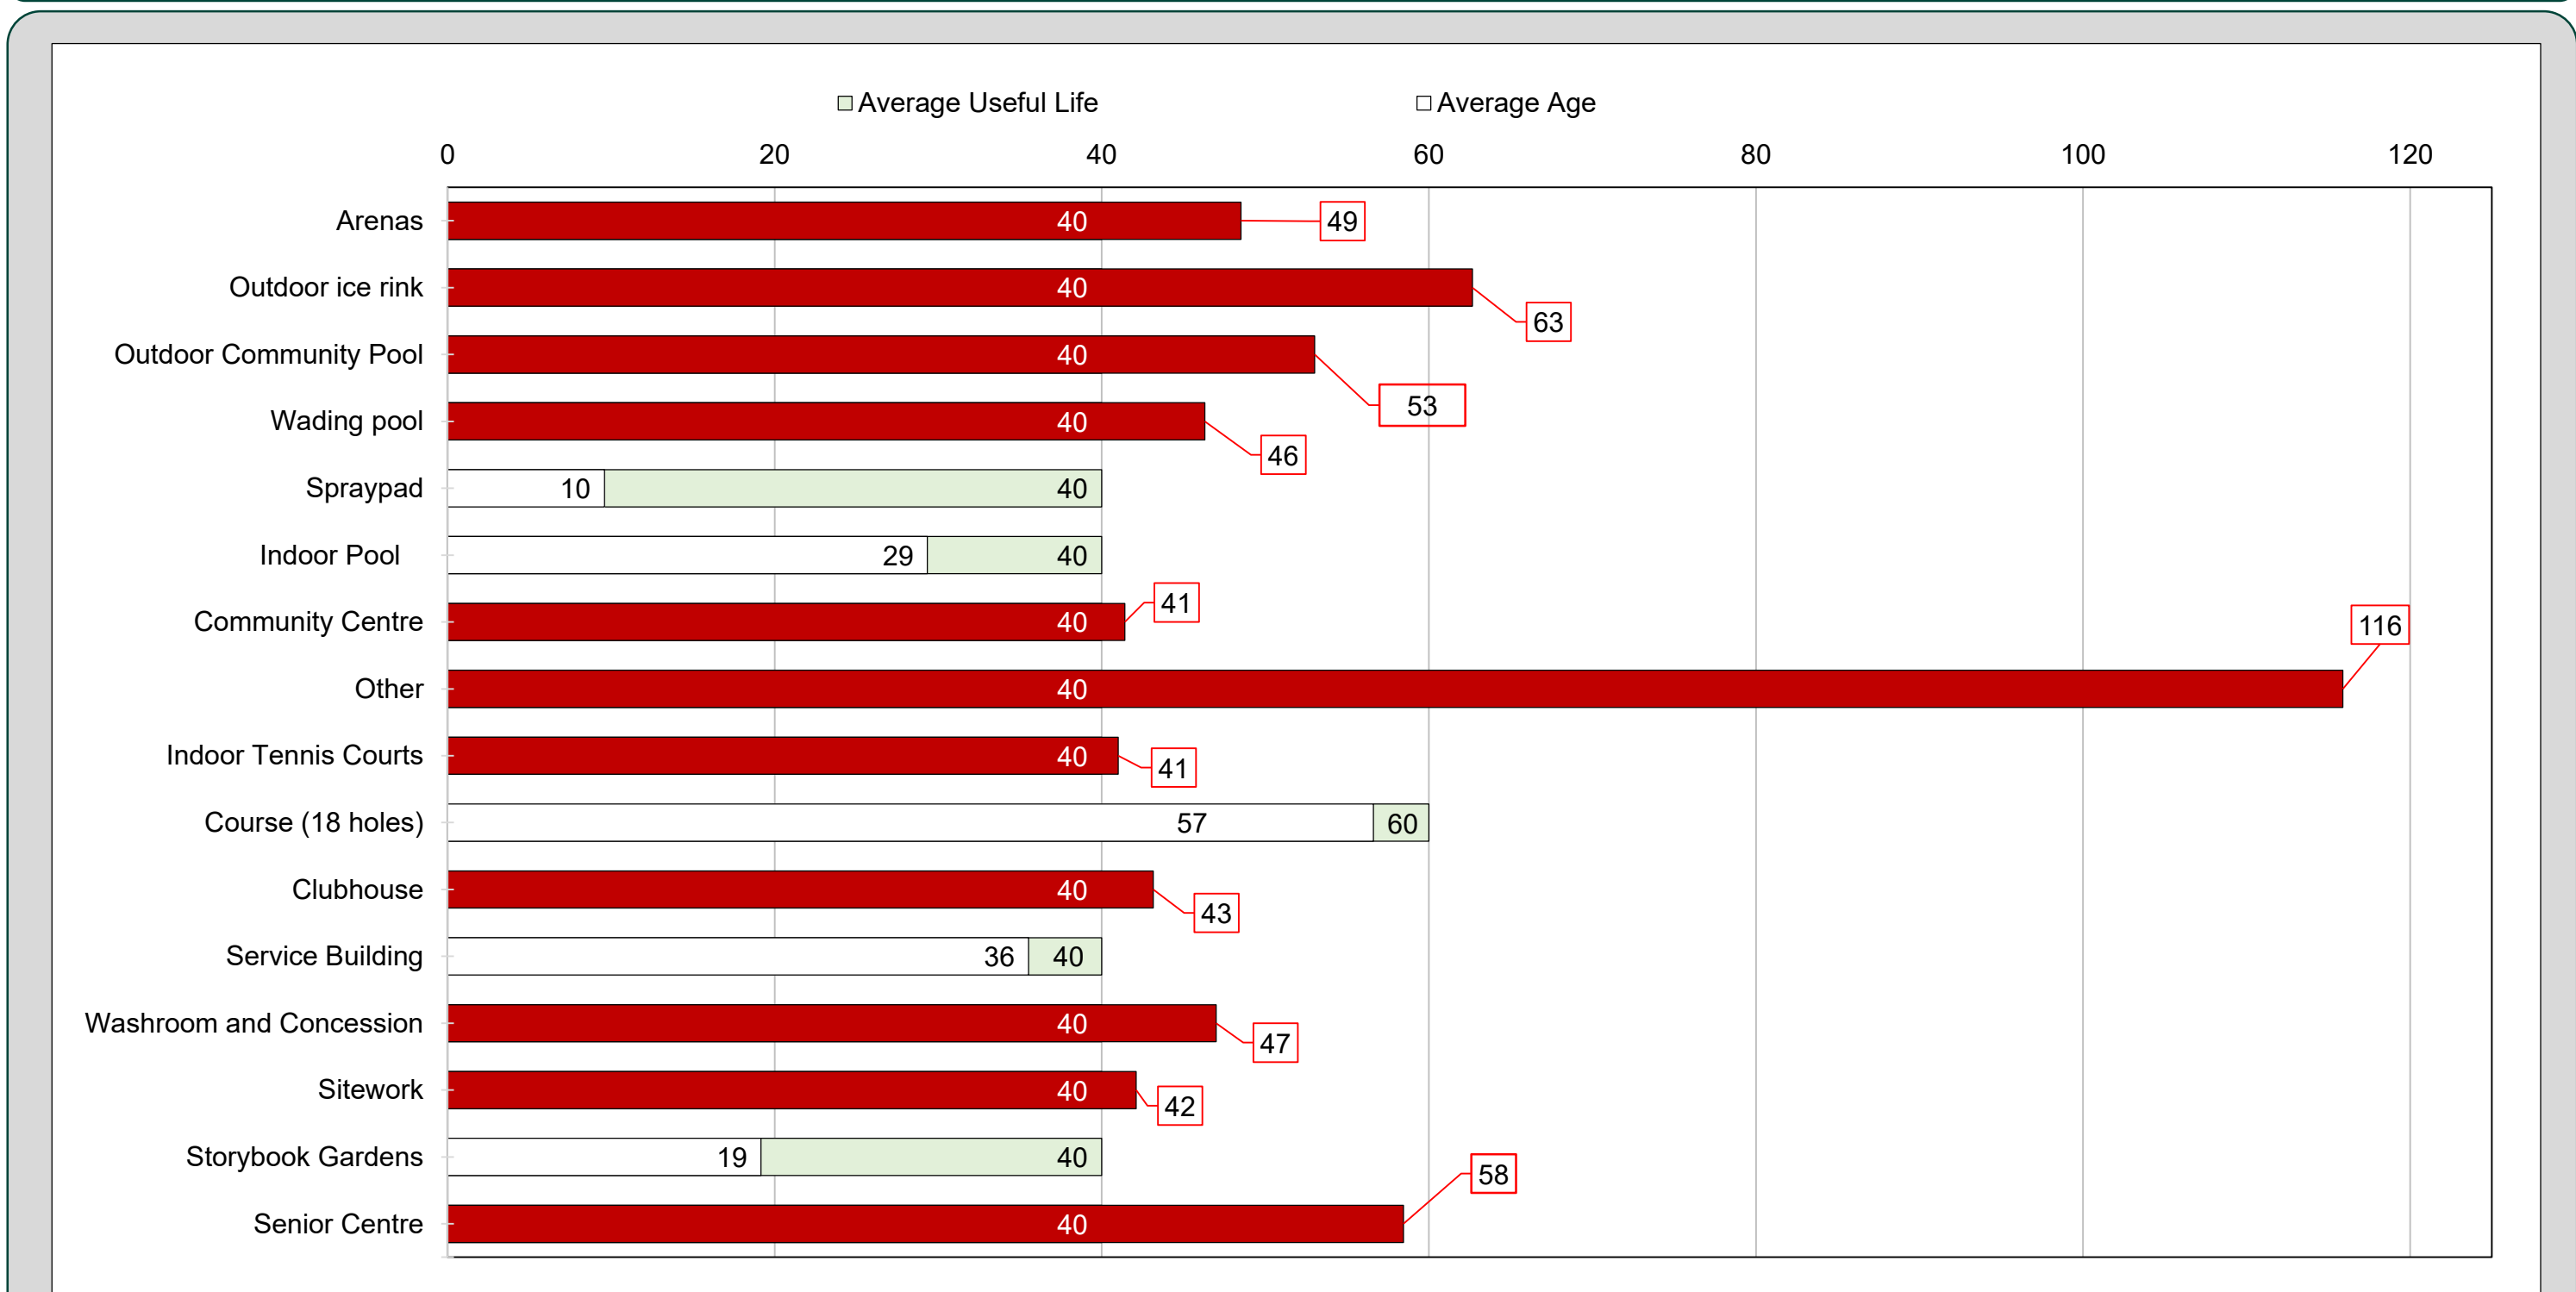 Average Useful Life Average Age
0 20 40 60 80 100 120
Arenas 40 49
Outdoor ice rink 40 63
Outdoor Community Pool 40 53
Wading pool 40 46
Spraypad 10 40
Indoor Pool 29 40
Community Centre 40 41
Other 40 116
Indoor Tennis Courts 40 41
Course (18 holes) 57 60
Clubhouse 40 43
Service Building 36 40
Washroom and Concession 40 47
Sitework 40 42
Storybook Gardens 19 40
Senior Centre 40 58